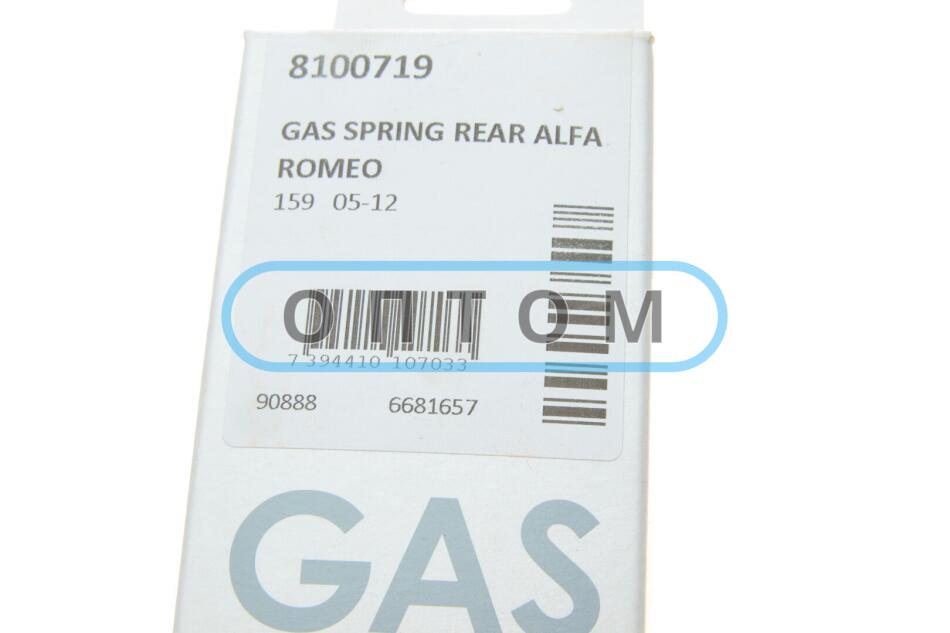 8100719
GAS SPRING REAR ALFA
ROMEO
159 05-12
ОПТОМ
7 394410 107033
90888 6681657
GAS